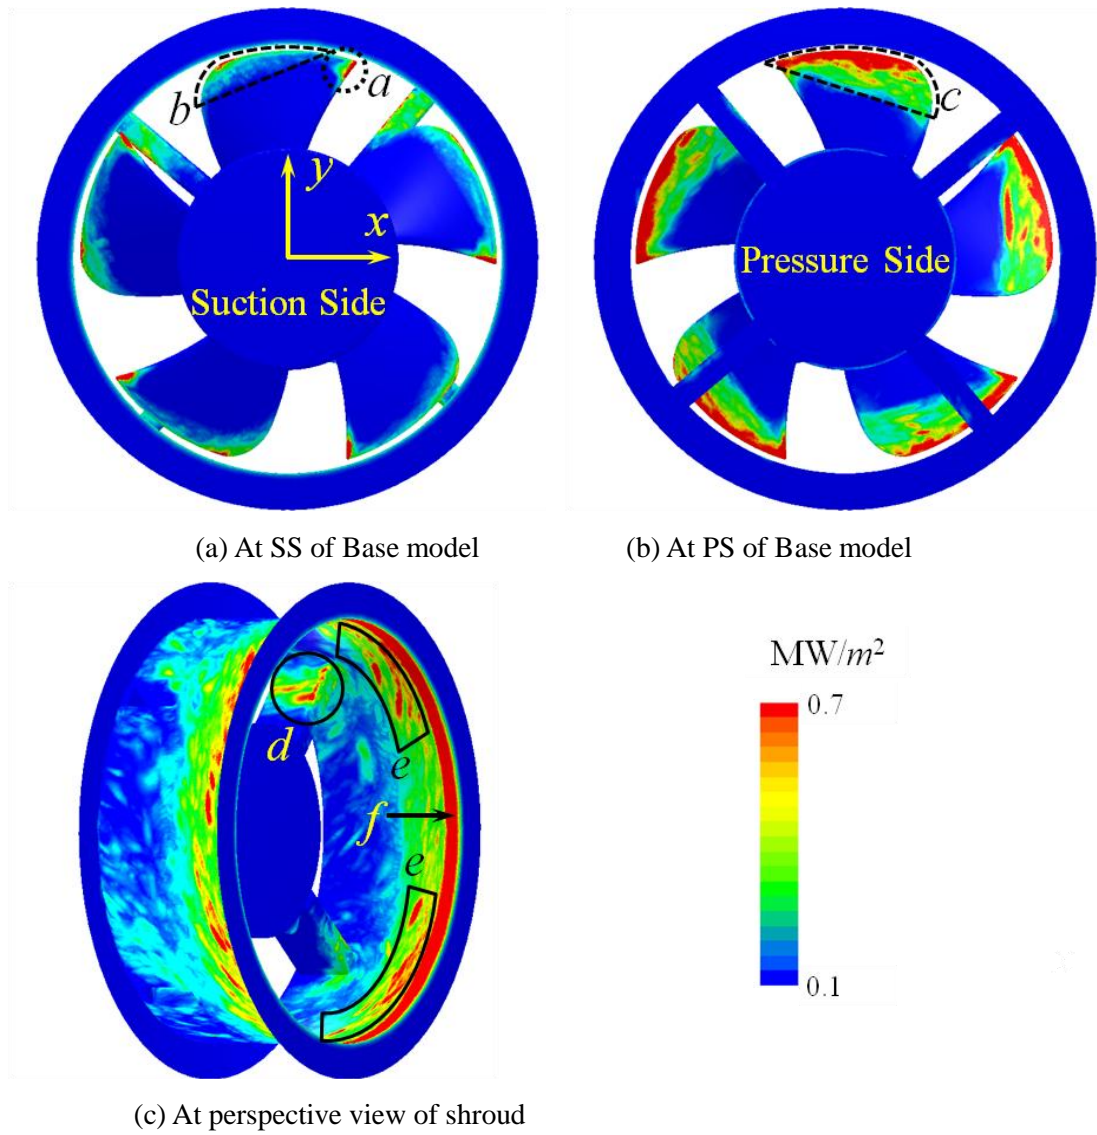 b
a
y
x
Suction Side
c
Pressure Side
(a) At SS of Base model
(b) At PS of Base model
d
e
f
e
MW/m²
0.7
0.1
(c) At perspective view of shroud